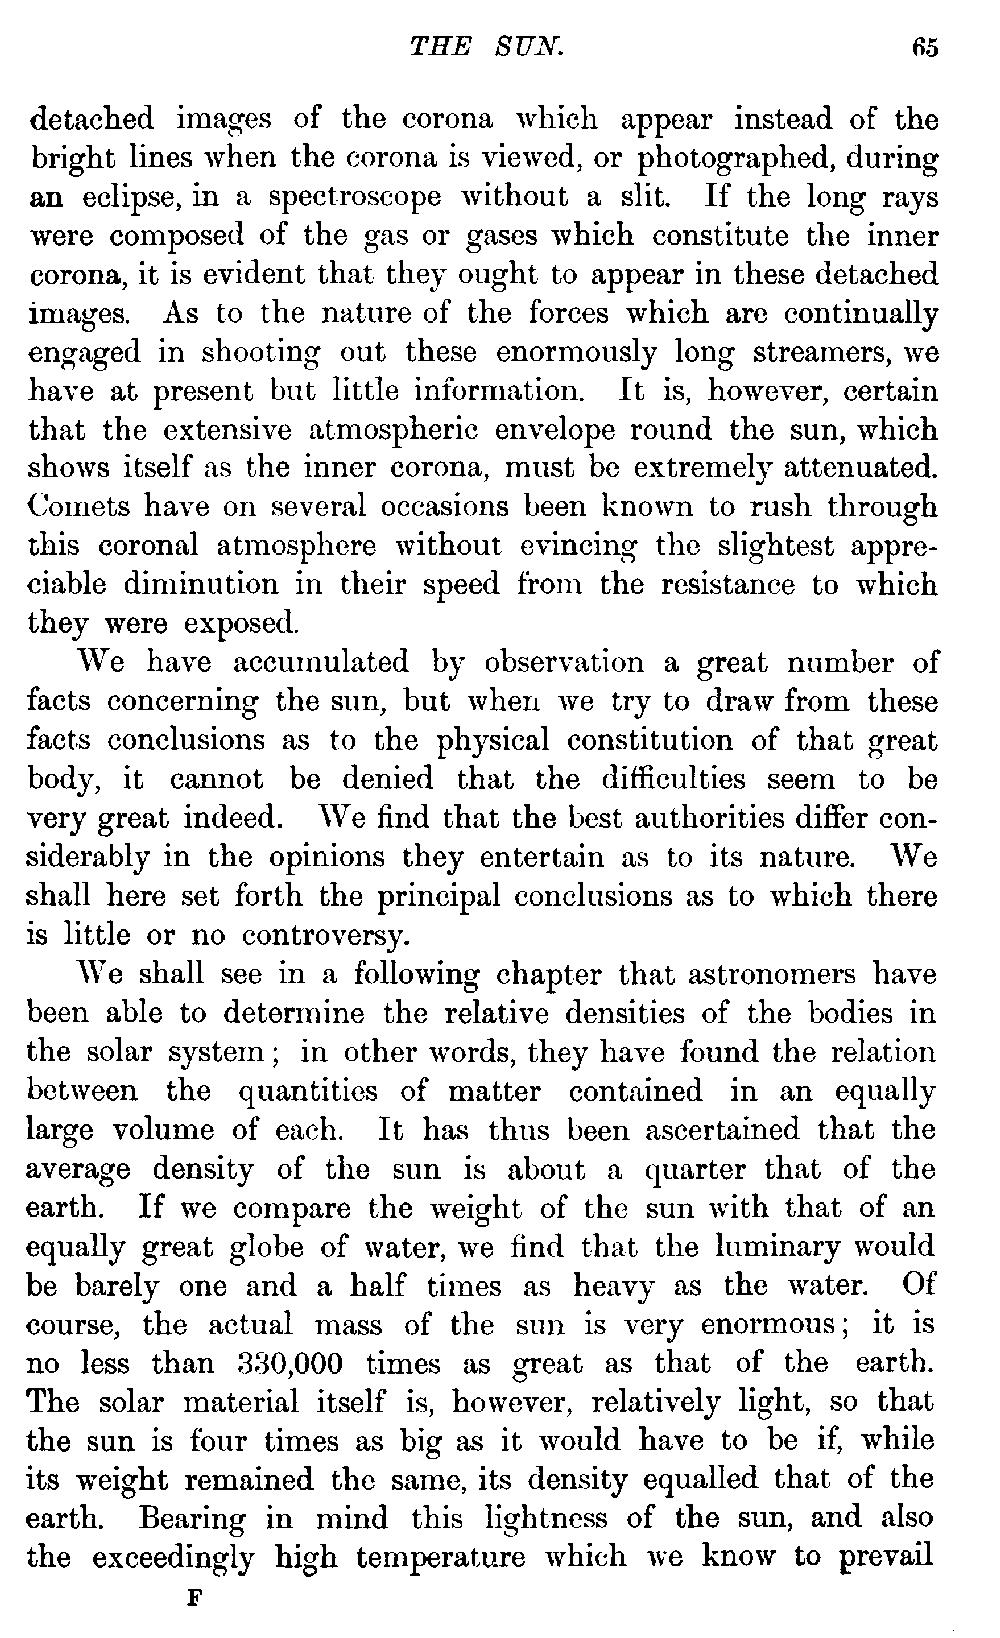 THE SUN. 65
detached images of the corona which appear instead of the
bright lines when the corona is viewed, or photographed, during
an eclipse, in a spectroscope without a slit. If the long rays
were composed of the gas or gases which constitute the inner
corona, it is evident that they ought to appear in these detached
images. As to the nature of the forces which are continually
engaged in shooting out these enormously long streamers, we
have at present but little information. It is, however, certain
that the extensive atmospheric envelope round the sun, which
shows itself as the inner corona, must be extremely attenuated.
Comets have on several occasions been known to rush through
this coronal atmosphere without evincing the slightest appre-
ciable diminution in their speed from the resistance to which
they were exposed.
We have accumulated by observation a great number of
facts concerning the sun, but when we try to draw from these
facts conclusions as to the physical constitution of that great
body, it cannot be denied that the difficulties seem to be
very great indeed. We find that the best authorities differ con-
siderably in the opinions they entertain as to its nature. We
shall here set forth the principal conclusions as to which there
is little or no controversy.
We shall see in a following chapter that astronomers have
been able to determine the relative densities of the bodies in
the solar system; in other words, they have found the relation
between the quantities of matter contained in an equally
large volume of each. It has thus been ascertained that the
average density of the sun is about a quarter that of the
earth. If we compare the weight of the sun with that of an
equally great globe of water, we find that the luminary would
be barely one and a half times as heavy as the water. Of
course, the actual mass of the sun is very enormous; it is
no less than 330,000 times as great as that of the earth.
The solar material itself is, however, relatively light, so that
the sun is four times as big as it would have to be if, while
its weight remained the same, its density equalled that of the
earth. Bearing in mind this lightness of the sun, and also
the exceedingly high temperature which we know to prevail
F